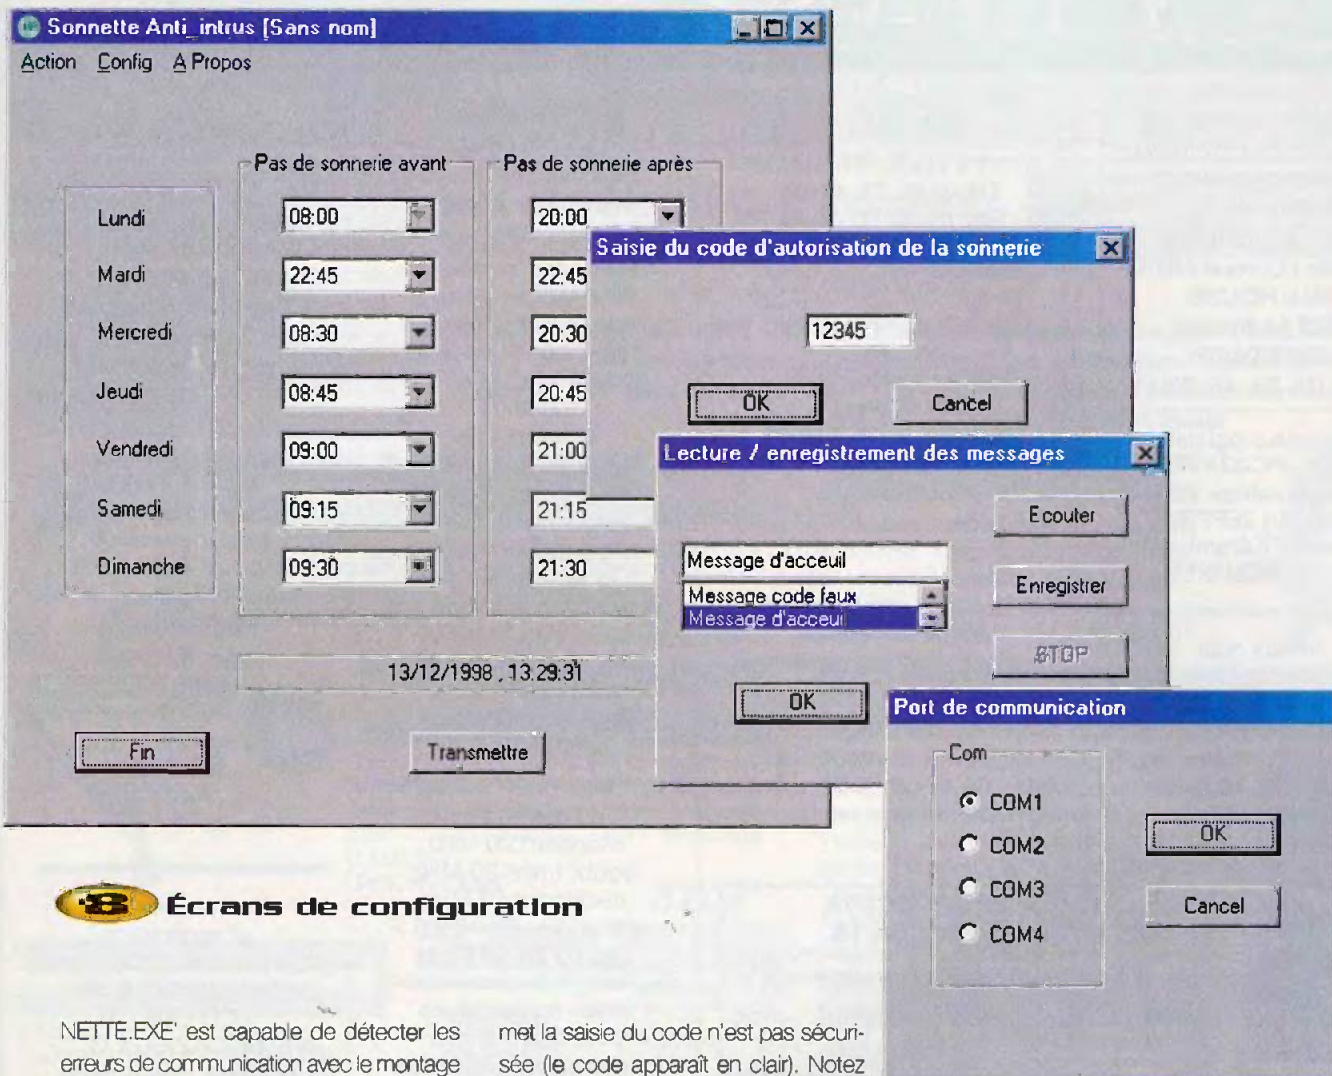 Sonnette Anti_intrus [Sans nom]
Action Config A Propos
Pas de sonnerie avant
Pas de sonnerie après
Lundi 08:00 20:00
Mardi 22:45 22:45
Mercredi 08:30 20:30
Jeudi 08:45 20:45
Vendredi 09:00 21:00
Samedi 09:15 21:15
Dimanche 09:30 21:30
13/12/1998 , 13:29:31
Fin Transmettre
Saisie du code d'autorisation de la sonnerie
12345
OK Cancel
Lecture / enregistrement des messages
Ecouter
Message d'acceuil
Message code faux
Message d'acceuil
Enregistrer
STOP
OK
Port de communication
Com
COM1
COM2
COM3
COM4
OK
Cancel
8 Écrans de configuration
NETTE.EXE' est capable de détecter les
erreurs de communication avec le montage
met la saisie du code n'est pas sécuri-
sée (le code apparaît en clair). Notez